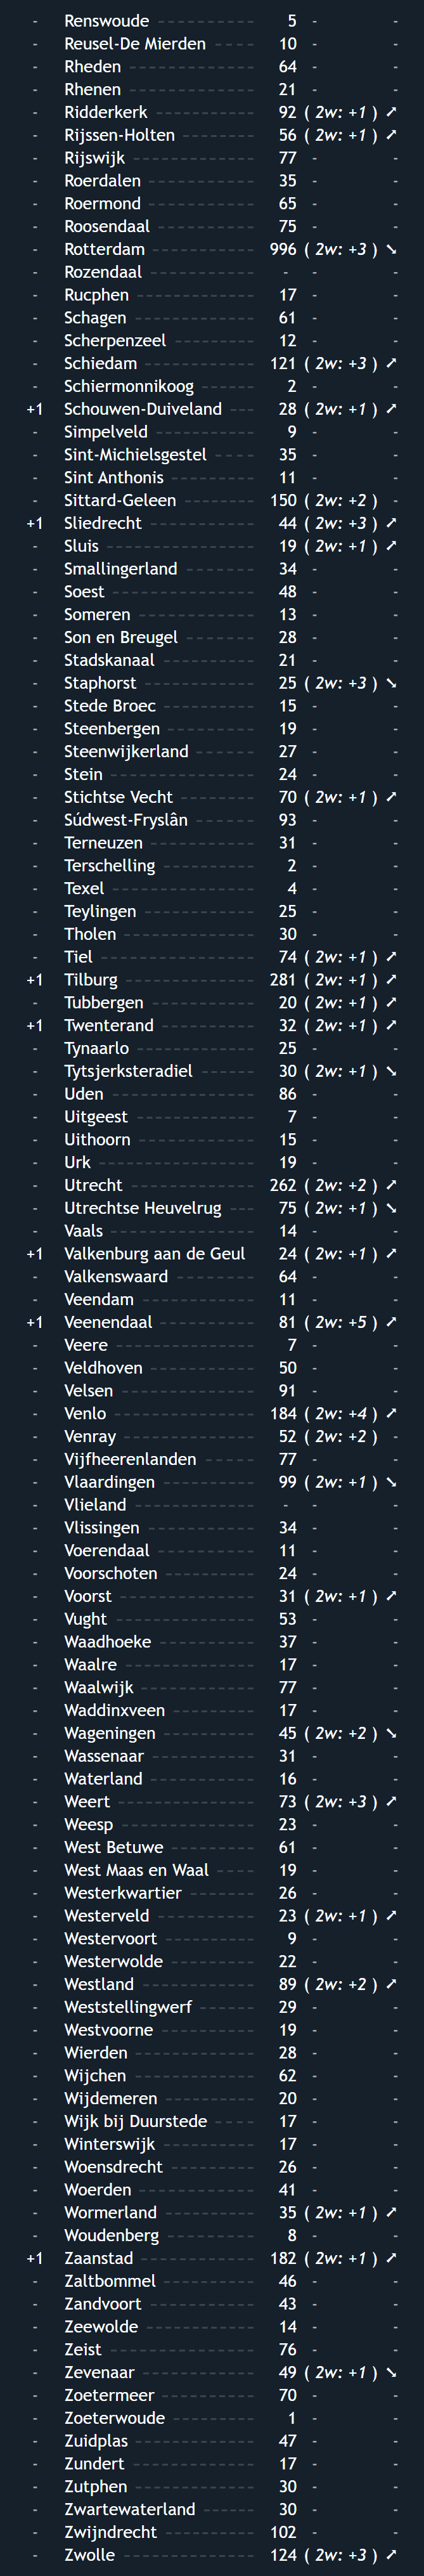 - Renswoude ---------- 5 - -
- Reusel-De Mierden ---- 10 - -
- Rheden ------------- 64 - -
- Rhenen ------------- 21 - -
- Ridderkerk ---------- 92 ( 2w: +1 ) ➚
- Rijssen-Holten -------- 56 ( 2w: +1 ) ➚
- Rijswijk ------------ 77 - -
- Roerdalen ----------- 35 - -
- Roermond ----------- 65 - -
- Roosendaal ---------- 75 - -
- Rotterdam ----------- 996 ( 2w: +3 ) ➘
- Rozendaal ----------- - - -
- Rucphen ------------ 17 - -
- Schagen ------------ 61 - -
- Scherpenzeel --------- 12 - -
- Schiedam ----------- 121 ( 2w: +3 ) ➚
- Schiermonnikoog ------ 2 - -
+1 Schouwen-Duiveland --- 28 ( 2w: +1 ) ➚
- Simpelveld ---------- 9 - -
- Sint-Michielsgestel ---- 35 - -
- Sint Anthonis --------- 11 - -
- Sittard-Geleen -------- 150 ( 2w: +2 ) -
+1 Sliedrecht ----------- 44 ( 2w: +3 ) ➚
- Sluis --------------- 19 ( 2w: +1 ) ➚
- Smallingerland -------- 34 - -
- Soest --------------- 48 - -
- Someren ------------ 13 - -
- Son en Breugel ------- 28 - -
- Stadskanaal ---------- 21 - -
- Staphorst ------------ 25 ( 2w: +3 ) ➘
- Stede Broec ---------- 15 - -
- Steenbergen --------- 19 - -
- Steenwijkerland ------- 27 - -
- Stein -------------- 24 - -
- Stichtse Vecht -------- 70 ( 2w: +1 ) ➚
- Súdwest-Fryslân ------ 93 - -
- Terneuzen ----------- 31 - -
- Terschelling ---------- 2 - -
- Texel -------------- 4 - -
- Teylingen ----------- 25 - -
- Tholen ------------- 30 - -
- Tiel ---------------- 74 ( 2w: +1 ) ➚
+1 Tilburg ------------- 281 ( 2w: +1 ) ➚
- Tubbergen ----------- 20 ( 2w: +1 ) ➚
+1 Twenterand ---------- 32 ( 2w: +1 ) ➚
- Tynaarlo ------------ 25 - -
- Tytsjerksteradiel ------ 30 ( 2w: +1 ) ➘
- Uden --------------- 86 - -
- Uitgeest ------------ 7 - -
- Uithoorn ------------ 15 - -
- Urk ---------------- 19 - -
- Utrecht ------------- 262 ( 2w: +2 ) ➚
- Utrechtse Heuvelrug --- 75 ( 2w: +1 ) ➘
- Vaals --------------- 14 - -
+1 Valkenburg aan de Geul 24 ( 2w: +1 ) ➚
- Valkenswaard -------- 64 - -
- Veendam ------------ 11 - -
+1 Veenendaal ---------- 81 ( 2w: +5 ) ➚
- Veere -------------- 7 - -
- Veldhoven ----------- 50 - -
- Velsen ------------- 91 - -
- Venlo -------------- 184 ( 2w: +4 ) ➚
- Venray ------------- 52 ( 2w: +2 ) -
- Vijfheerenlanden ----- 77 - -
- Vlaardingen ---------- 99 ( 2w: +1 ) ➘
- Vlieland ------------ - - -
- Vlissingen ----------- 34 - -
- Voerendaal ---------- 11 - -
- Voorschoten --------- 24 - -
- Voorst ------------- 31 ( 2w: +1 ) ➚
- Vught -------------- 53 - -
- Waadhoeke ---------- 37 - -
- Waalre ------------- 17 - -
- Waalwijk ------------ 77 - -
- Waddinxveen --------- 17 - -
- Wageningen ---------- 45 ( 2w: +2 ) ➘
- Wassenaar ----------- 31 - -
- Waterland ----------- 16 - -
- Weert -------------- 73 ( 2w: +3 ) ➚
- Weesp -------------- 23 - -
- West Betuwe --------- 61 - -
- West Maas en Waal ---- 19 - -
- Westerkwartier ------- 26 - -
- Westerveld ---------- 23 ( 2w: +1 ) ➚
- Westervoort --------- 9 - -
- Westerwolde --------- 22 - -
- Westland ------------ 89 ( 2w: +2 ) ➚
- Weststellingwerf ------ 29 - -
- Westvoorne ---------- 19 - -
- Wierden ------------ 28 - -
- Wijchen ------------ 62 - -
- Wijdemeren ---------- 20 - -
- Wijk bij Duurstede ---- 17 - -
- Winterswijk ---------- 17 - -
- Woensdrecht --------- 26 - -
- Woerden ------------ 41 - -
- Wormerland ---------- 35 ( 2w: +1 ) ➚
- Woudenberg --------- 8 - -
+1 Zaanstad ------------ 182 ( 2w: +1 ) ➚
- Zaltbommel ---------- 46 - -
- Zandvoort ----------- 43 - -
- Zeewolde ----------- 14 - -
- Zeist --------------- 76 - -
- Zevenaar ------------ 49 ( 2w: +1 ) ➘
- Zoetermeer ---------- 70 - -
- Zoeterwoude --------- 1 - -
- Zuidplas ------------ 47 - -
- Zundert ------------- 17 - -
- Zutphen ------------ 30 - -
- Zwartewaterland ------ 30 - -
- Zwijndrecht ---------- 102 - -
- Zwolle ------------- 124 ( 2w: +3 ) ➚